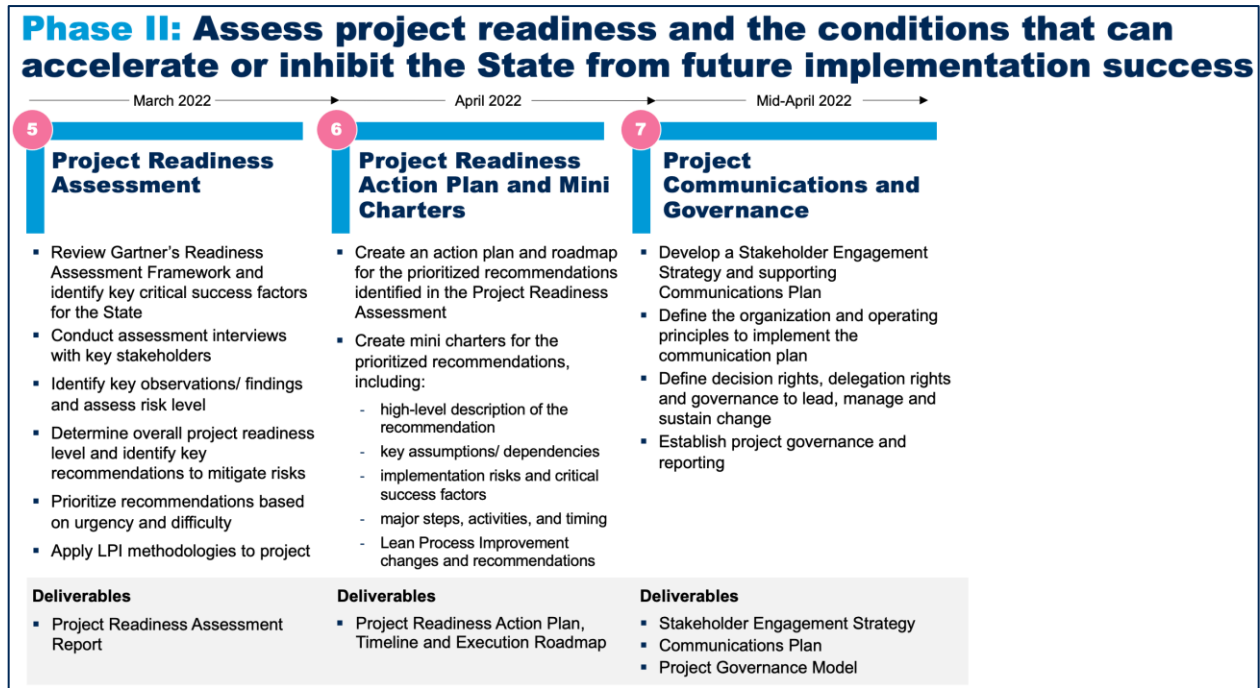 Phase II: Assess project readiness and the conditions that can
accelerate or inhibit the State from future implementation success
March 2022
April 2022
Mid-April 2022
5
Project Readiness
Assessment
▪ Review Gartner's Readiness
Assessment Framework and
identify key critical success factors
for the State
▪ Conduct assessment interviews
with key stakeholders
▪ Identify key observations/ findings
and assess risk level
▪ Determine overall project readiness
level and identify key
recommendations to mitigate risks
▪ Prioritize recommendations based
on urgency and difficulty
▪ Apply LPI methodologies to project
Deliverables
▪ Project Readiness Assessment
Report
6
Project Readiness
Action Plan and Mini
Charters
▪ Create an action plan and roadmap
for the prioritized recommendations
identified in the Project Readiness
Assessment
▪ Create mini charters for the
prioritized recommendations,
including:
- high-level description of the
recommendation
- key assumptions/ dependencies
- implementation risks and critical
success factors
- major steps, activities, and timing
- Lean Process Improvement
changes and recommendations
Deliverables
▪ Project Readiness Action Plan,
Timeline and Execution Roadmap
7
Project
Communications and
Governance
▪ Develop a Stakeholder Engagement
Strategy and supporting
Communications Plan
▪ Define the organization and operating
principles to implement the
communication plan
▪ Define decision rights, delegation rights
and governance to lead, manage and
sustain change
▪ Establish project governance and
reporting
Deliverables
▪ Stakeholder Engagement Strategy
▪ Communications Plan
▪ Project Governance Model